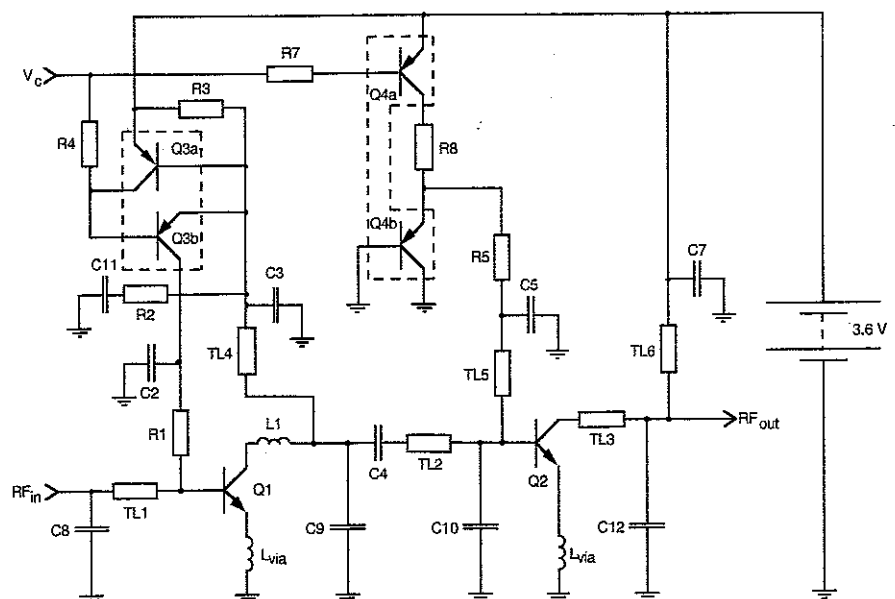 R7
Vc
R3
Q4a
R4
Q3a
R8
Q3b
Q4b
R5
C7
C11
C3
C5
R2
3.6 V
TL4
TL5
TL6
C2
R1
L1
RFout
C4
TL2
TL3
RFin
Q1
Q2
TL1
C8
C9
C10
C12
Lvia
Lvia